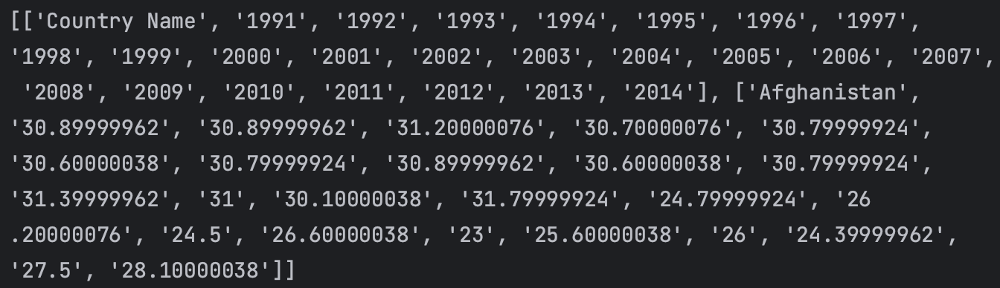 [['Country Name', '1991', '1992', '1993', '1994', '1995', '1996', '1997',
'1998', '1999', '2000', '2001', '2002', '2003', '2004', '2005', '2006', '2007',
'2008', '2009', '2010', '2011', '2012', '2013', '2014'], ['Afghanistan',
'30.89999962', '30.89999962', '31.20000076', '30.70000076', '30.79999924',
'30.60000038', '30.79999924', '30.89999962', '30.60000038', '30.79999924',
'31.39999962', '31', '30.10000038', '31.79999924', '24.79999924', '26
.20000076', '24.5', '26.60000038', '23', '25.60000038', '26', '24.39999962',
'27.5', '28.10000038']]